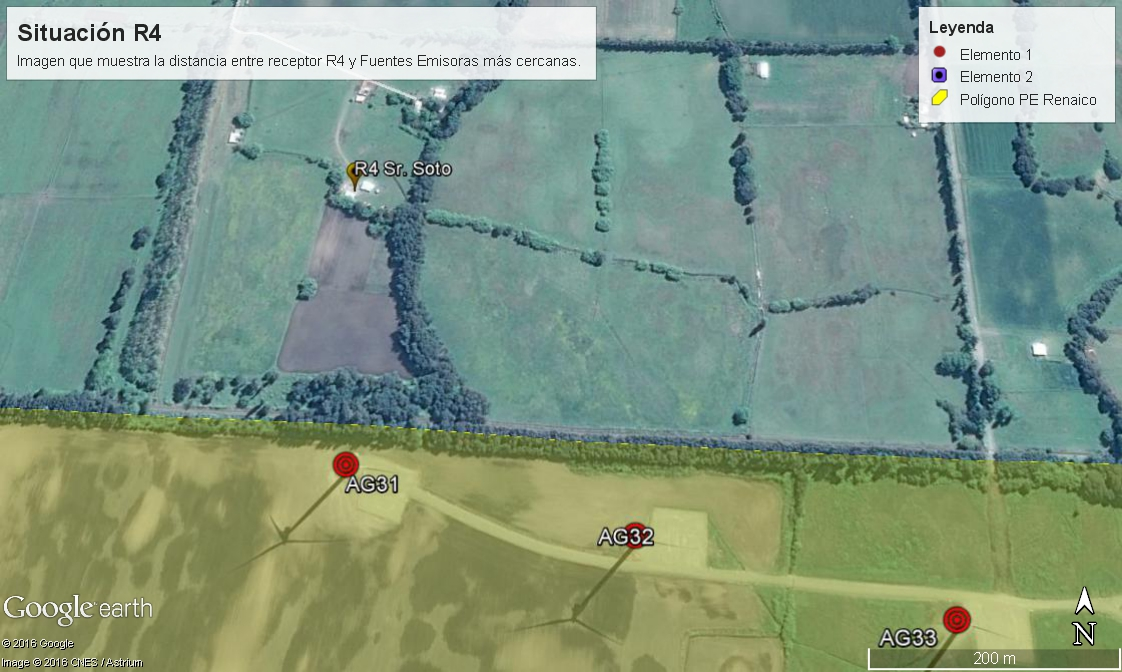 Situación R4
Imagen que muestra la distancia entre receptor R4 y Fuentes Emisoras más cercanas.
Leyenda
Elemento 1
Elemento 2
Polígono PE Renaico
R4 Sr. Soto
AG31
AG32
AG33
Google earth
© 2016 Google
Image © 2016 CNES / Astrium
N
200 m